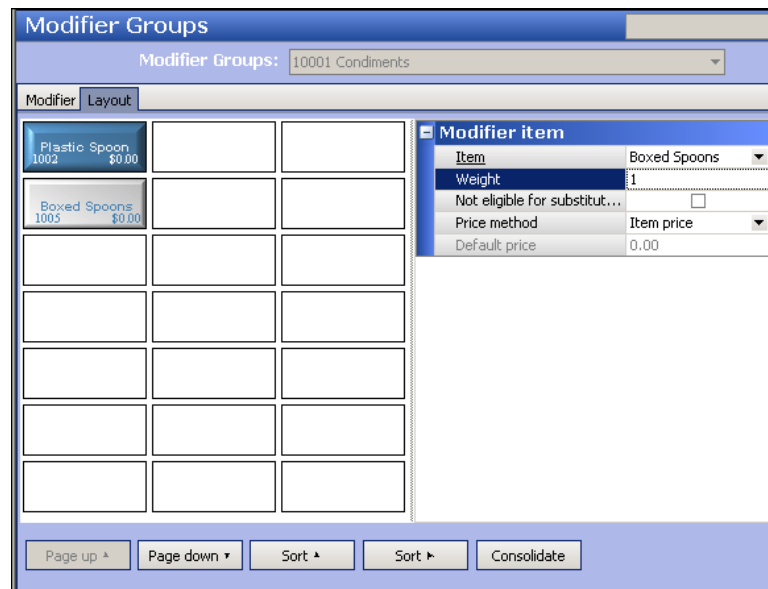 Modifier Groups
Modifier Groups: 10001 Condiments
Modifier Layout
Plastic Spoon
1002 $0.00
Boxed Spoons
1005 $0.00
Modifier item
Item Boxed Spoons
Weight 1
Not eligible for substitut...
Price method Item price
Default price 0.00
Page up Page down Sort Sort Consolidate